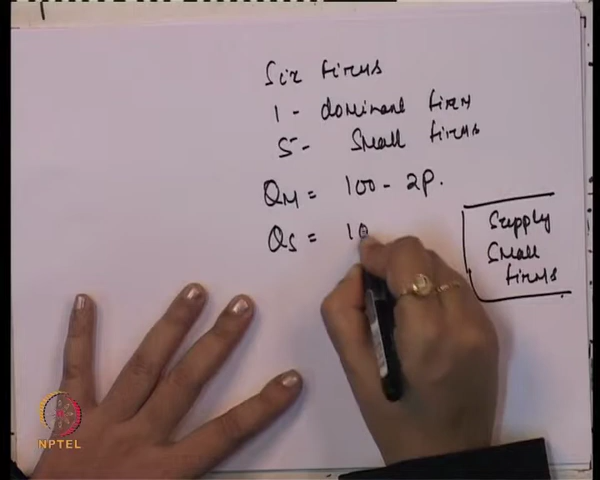 Six firms
1 - dominant firm
5 - small firms
QM = 100 - 2P.
QS = 10
Supply
Small
firms
NPTEL